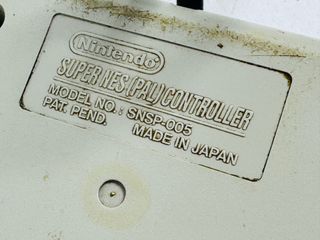 Nintendo®
SUPER NES (PAL) CONTROLLER
MODEL NO.: SNSP-005
PAT. PEND. MADE IN JAPAN